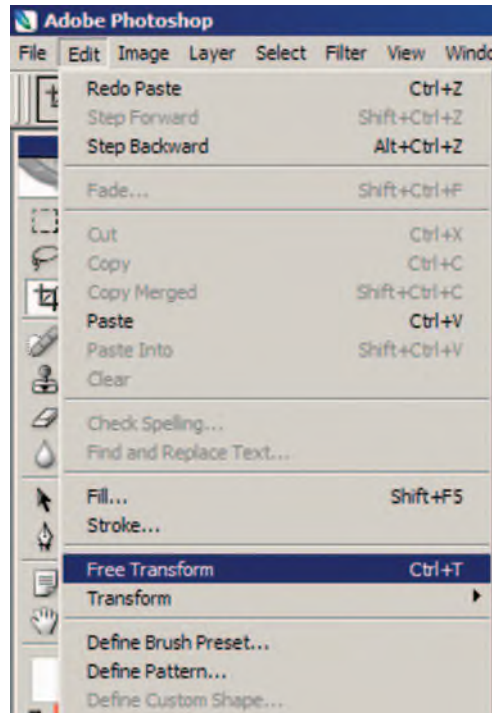 Adobe Photoshop
File Edit Image Layer Select Filter View
Redo Paste Ctrl+Z
Step Forward Shift+Ctrl+Z
Step Backward Alt+Ctrl+Z
Fade... Shift+Ctrl+F
Cut Ctrl+X
Copy Ctrl+C
Copy Merged Shift+Ctrl+C
Paste Ctrl+V
Paste Into Shift+Ctrl+V
Clear
Check Spelling...
Find and Replace Text...
Fill... Shift+F5
Stroke...
Free Transform Ctrl+T
Transform
Define Brush Preset...
Define Pattern...
Define Custom Shape...